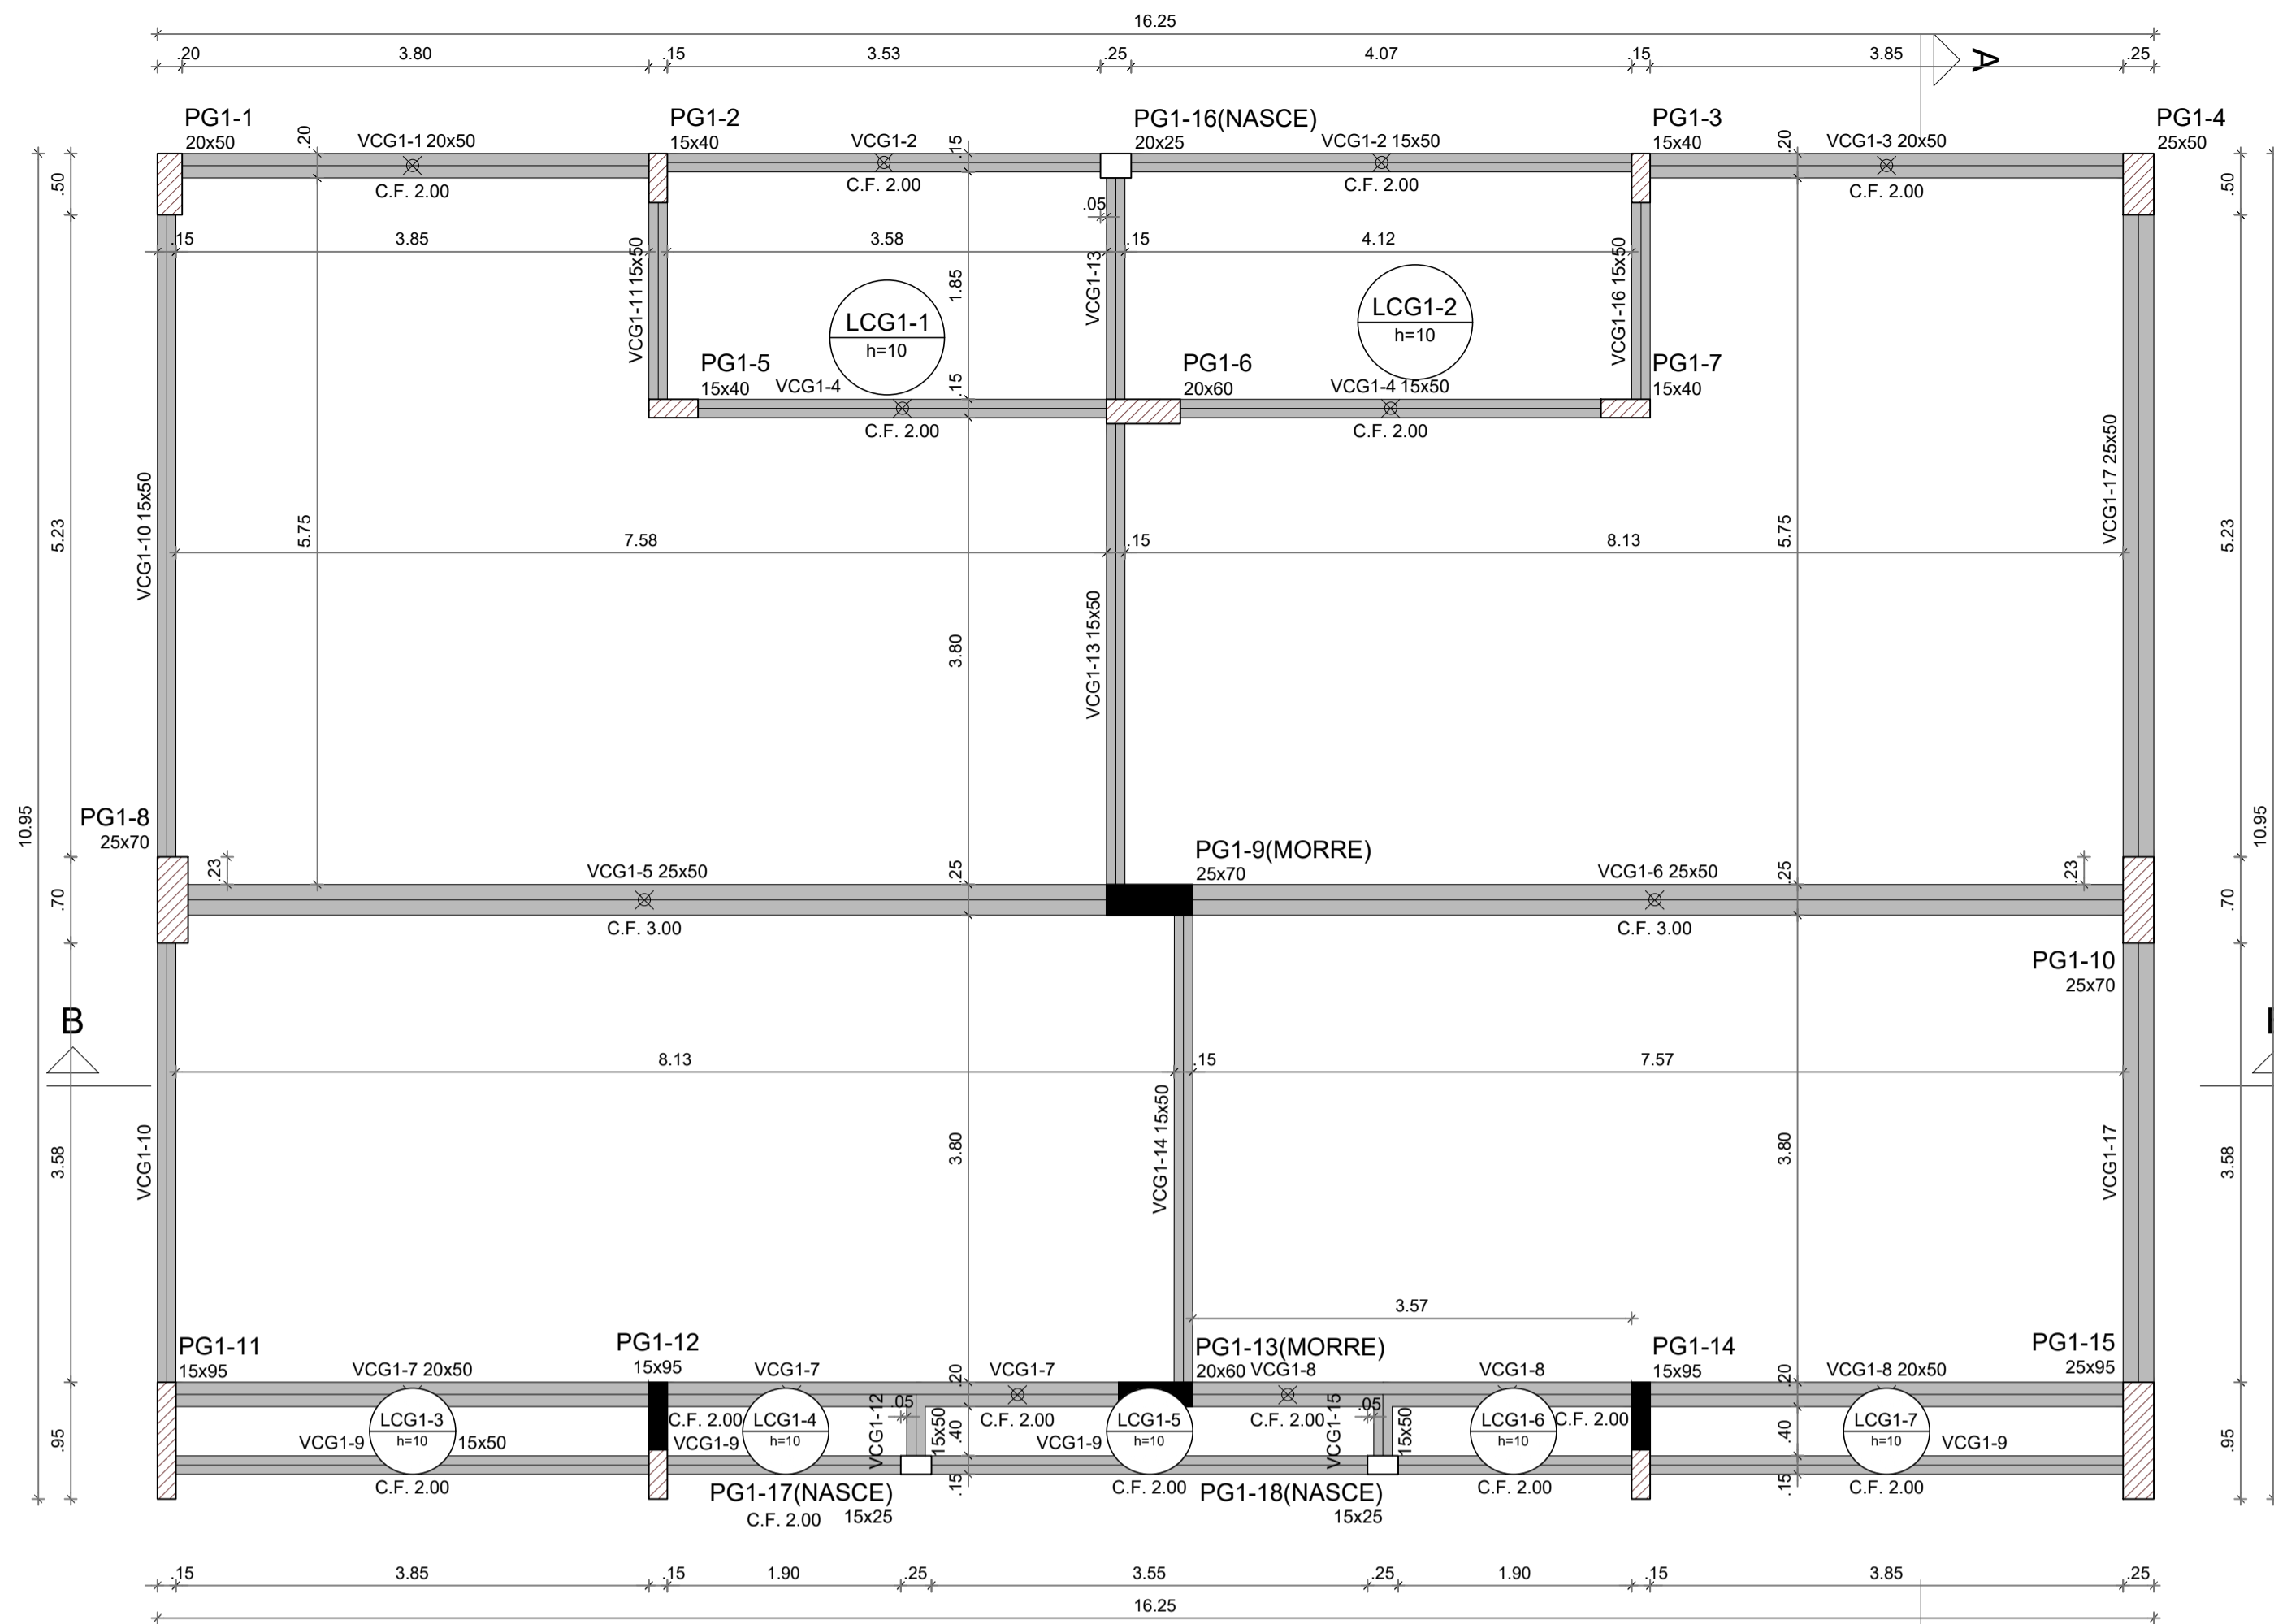 16.25
.20 3.80 .15 3.53 .25 4.07 .15 3.85 .25
A
PG1-1
20x50
.20
VCG1-1 20x50
C.F. 2.00
PG1-2
15x40
VCG1-2
C.F. 2.00
.15
PG1-16(NASCE)
20x25
VCG1-2 15x50
C.F. 2.00
PG1-3
15x40
.20
VCG1-3 20x50
C.F. 2.00
PG1-4
25x50
.50
.50
.05
.15 3.85 3.58 .15 4.12
VCG1-11 15x50
1.85
VCG1-13
VCG1-16 15x50
LCG1-1
h=10
LCG1-2
h=10
PG1-5
15x40
VCG1-4
.15
C.F. 2.00
PG1-6
20x60
VCG1-4 15x50
C.F. 2.00
PG1-7
15x40
VCG1-10 15x50
5.23
5.75
7.58 .15 8.13
5.75
VCG1-17 25x50
5.23
3.80
VCG1-13 15x50
10.95
10.95
PG1-8
25x70
.23
VCG1-5 25x50
C.F. 3.00
.25
PG1-9(MORRE)
25x70
VCG1-6 25x50
C.F. 3.00
.25
.23
.70
.70
PG1-10
25x70
B
8.13 .15 7.57
VCG1-10
3.58
3.80
VCG1-14 15x50
3.80
VCG1-17
3.58
3.57
PG1-11
15x95
VCG1-7 20x50
PG1-12
15x95
VCG1-7
VCG1-7
.20
PG1-13(MORRE)
20x60 VCG1-8
VCG1-8
PG1-14
15x95
.20
VCG1-8 20x50
PG1-15
25x95
.95
LCG1-3
h=10
VCG1-9
15x50
C.F. 2.00
C.F. 2.00
VCG1-9
LCG1-4
h=10
VCG1-12
.05
15x50
.40
C.F. 2.00
VCG1-9
LCG1-5
h=10
C.F. 2.00
C.F. 2.00
VCG1-15
.05
15x50
LCG1-6
h=10
C.F. 2.00
C.F. 2.00
.40
LCG1-7
h=10
VCG1-9
C.F. 2.00
.95
PG1-17(NASCE)
C.F. 2.00
15x25
.15
PG1-18(NASCE)
15x25
.15
.15 3.85 .15 1.90 .25 3.55 .25 1.90 .15 3.85 .25
16.25